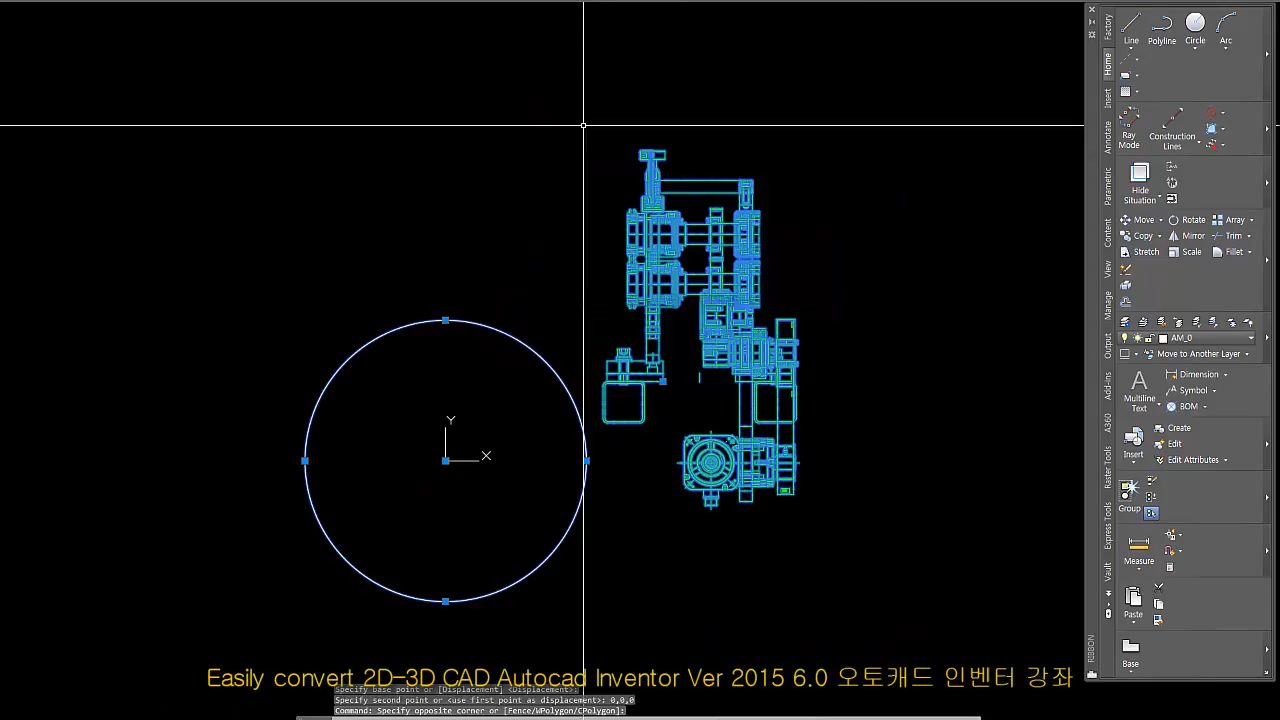 Line Polyline Circle Arc
Ray Mode
Construction Lines
Hide Situation
Move Rotate Array
Copy Mirror Trim
Stretch Scale Fillet
AM_0
Move to Another Layer
Multiline Text
Dimension
Symbol
BOM
Insert
Create
Edit
Edit Attributes
Group
Measure
Paste
Base
Factory
Home
Insert
Annotate
Parametric
Content
View
Manage
Output
Add-ins
A360
Raster Tools
Express Tools
Vault
RIBBON
Y
X
Easily convert 2D-3D CAD Autocad Inventor Ver 2015 6.0 오토캐드 인벤터 강좌
Specify base point or [Displacement] <Displacement>:
Specify second point or <use first point as displacement>: 0,0,0
Command: Specify opposite corner or [Fence/WPolygon/CPolygon]: